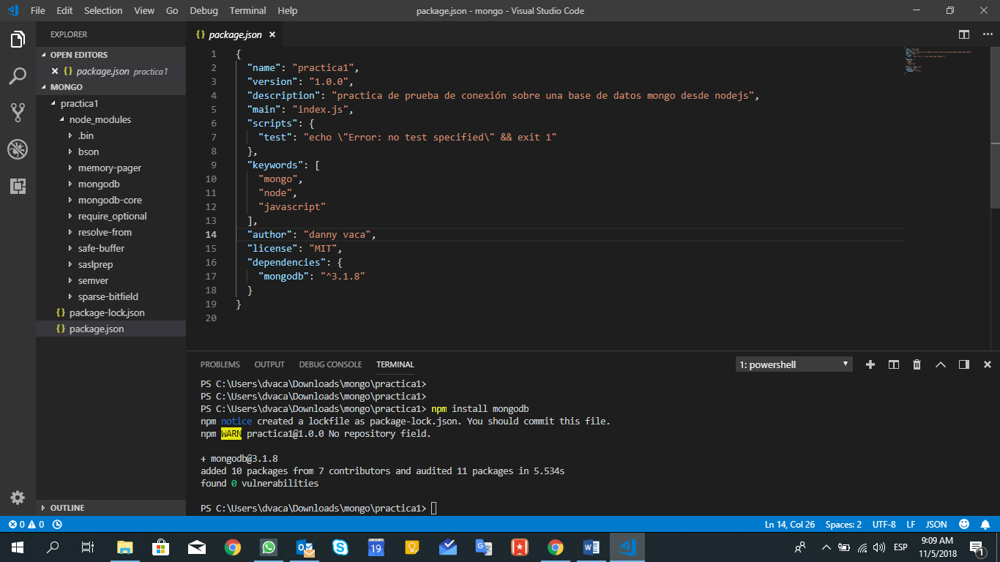 File Edit Selection View Go Debug Terminal Help
package.json - mongo - Visual Studio Code
EXPLORER
OPEN EDITORS
{} package.json practica1
MONGO
practica1
node_modules
.bin
bson
memory-pager
mongodb
mongodb-core
require_optional
resolve-from
safe-buffer
saslprep
semver
sparse-bitfield
{} package-lock.json
{} package.json
OUTLINE
{} package.json
1 {
2 "name": "practica1",
3 "version": "1.0.0",
4 "description": "practica de prueba de conexión sobre una base de datos mongo desde nodejs",
5 "main": "index.js",
6 "scripts": {
7 "test": "echo \"Error: no test specified\" && exit 1"
8 },
9 "keywords": [
10 "mongo",
11 "node",
12 "javascript"
13 ],
14 "author": "danny vaca",
15 "license": "MIT",
16 "dependencies": {
17 "mongodb": "^3.1.8"
18 }
19 }
20
PROBLEMS OUTPUT DEBUG CONSOLE TERMINAL
1: powershell
PS C:\Users\dvaca\Downloads\mongo\practica1>
PS C:\Users\dvaca\Downloads\mongo\practica1>
PS C:\Users\dvaca\Downloads\mongo\practica1> npm install mongodb
npm notice created a lockfile as package-lock.json. You should commit this file.
npm WARN practica1@1.0.0 No repository field.
+ mongodb@3.1.8
added 10 packages from 7 contributors and audited 11 packages in 5.534s
found 0 vulnerabilities
PS C:\Users\dvaca\Downloads\mongo\practica1>
0 0
Ln 14, Col 26 Spaces: 2 UTF-8 LF JSON
19
ESP
9:09 AM
11/5/2018
1